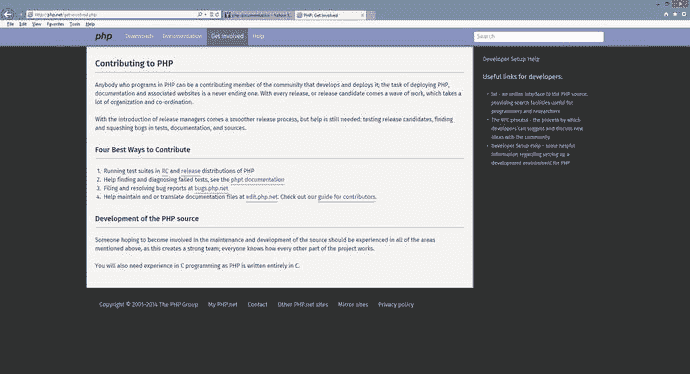 http://php.net/get-involved.php
php documentation - Yahoo S...
PHP: Get Involved
File Edit View Favorites Tools Help
php Downloads Documentation Get Involved Help
Search
Contributing to PHP
Anybody who programs in PHP can be a contributing member of the community that develops and deploys it; the task of deploying PHP,
documentation and associated websites is a never ending one. With every release, or release candidate comes a wave of work, which takes a
lot of organization and co-ordination.
With the introduction of release managers comes a smoother release process, but help is still needed: testing release candidates, finding
and squashing bugs in tests, documentation, and sources.
Four Best Ways to Contribute
1. Running test suites in RC and release distributions of PHP
2. Help finding and diagnosing failed tests, see the phpt documentation
3. Filing and resolving bug reports at bugs.php.net
4. Help maintain and or translate documentation files at edit.php.net. Check out our guide for contributors.
Development of the PHP source
Someone hoping to become involved in the maintenance and development of the source should be experienced in all of the areas
mentioned above, as this creates a strong team; everyone knows how every other part of the project works.
You will also need experience in C programming as PHP is written entirely in C.
Developer Setup Help
Useful links for developers.
- an online interface to the PHP source,
providing search facilities useful for
programmers and researchers
The RFC process - the process by which
developers can suggest and discuss new
ideas with the community
Developer Setup Help - some helpful
information regarding setting up a
development environment for PHP
Copyright © 2001-2014 The PHP Group My PHP.net Contact Other PHP.net sites Mirror sites Privacy policy